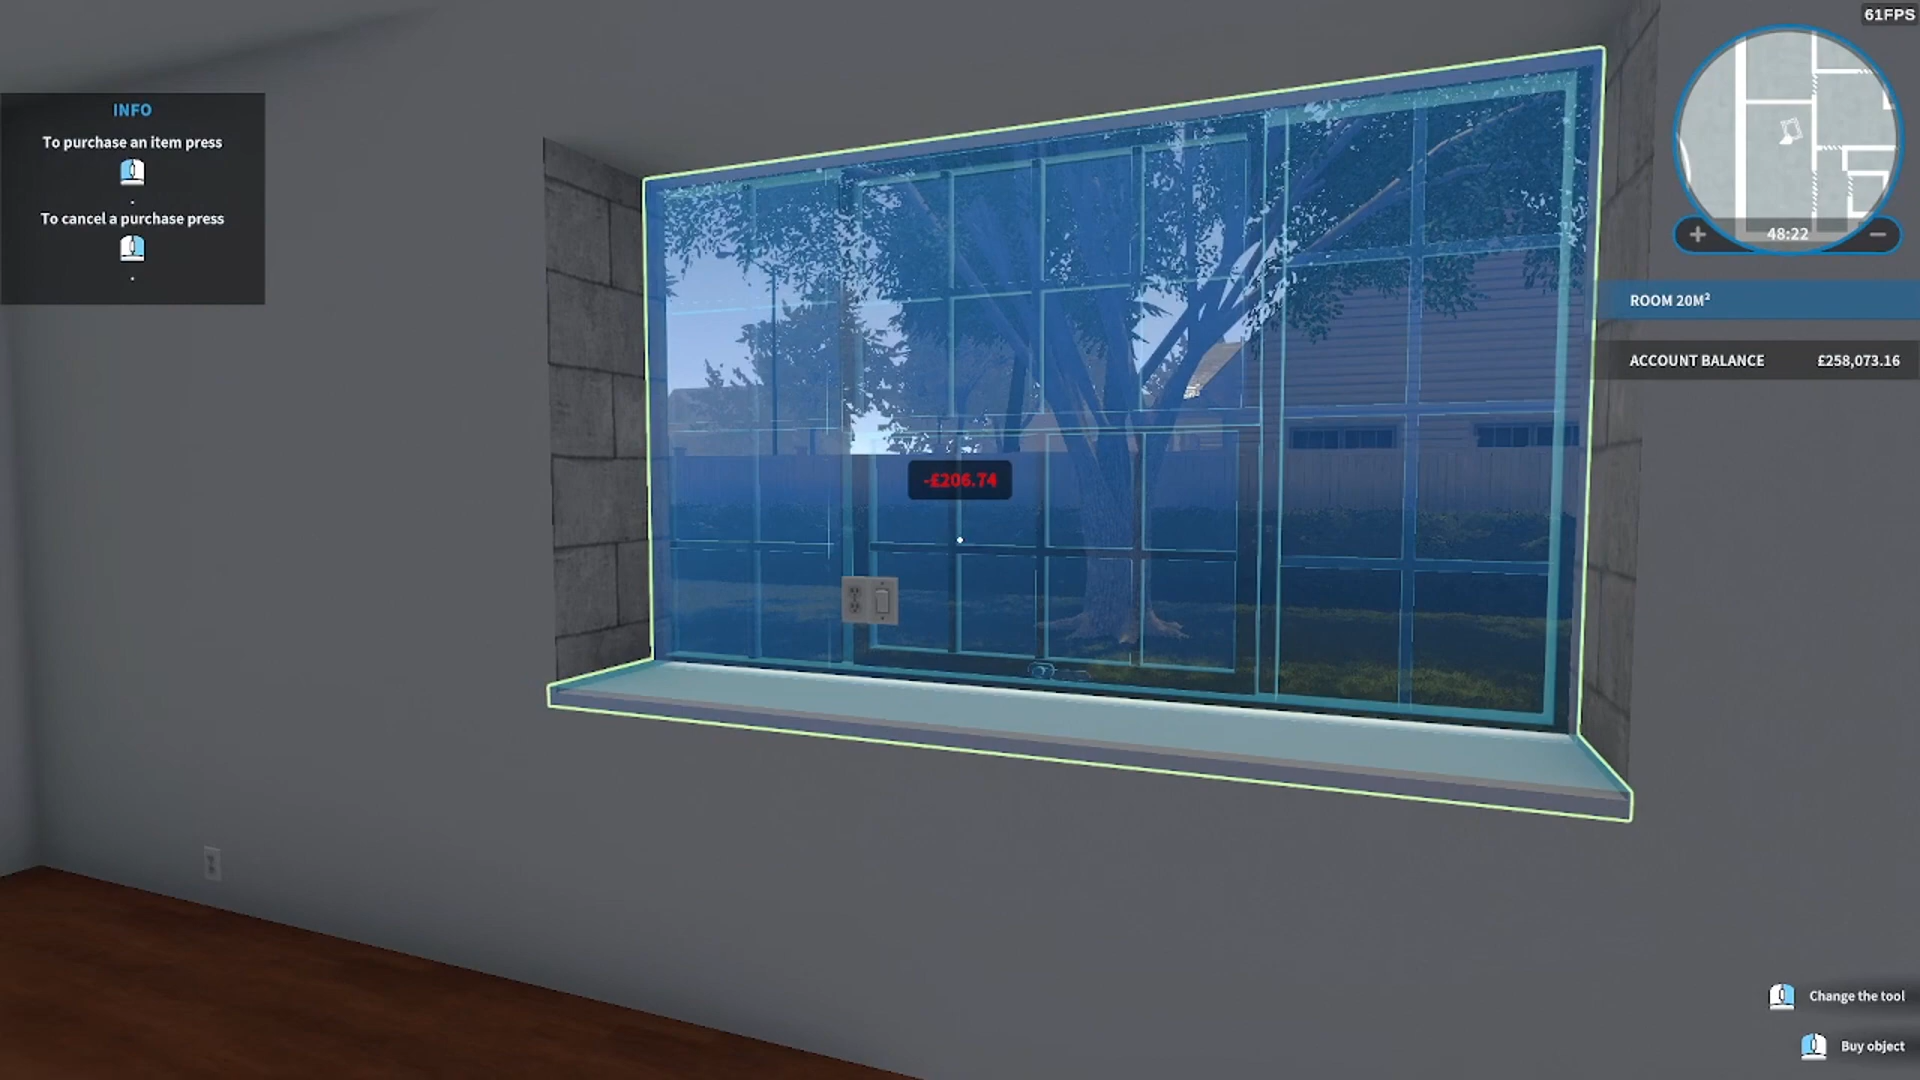 61FPS
INFO
To purchase an item press
.
To cancel a purchase press
.
48:22
ROOM 20M²
ACCOUNT BALANCE £258,073.16
-£206.74
Change the tool
Buy object